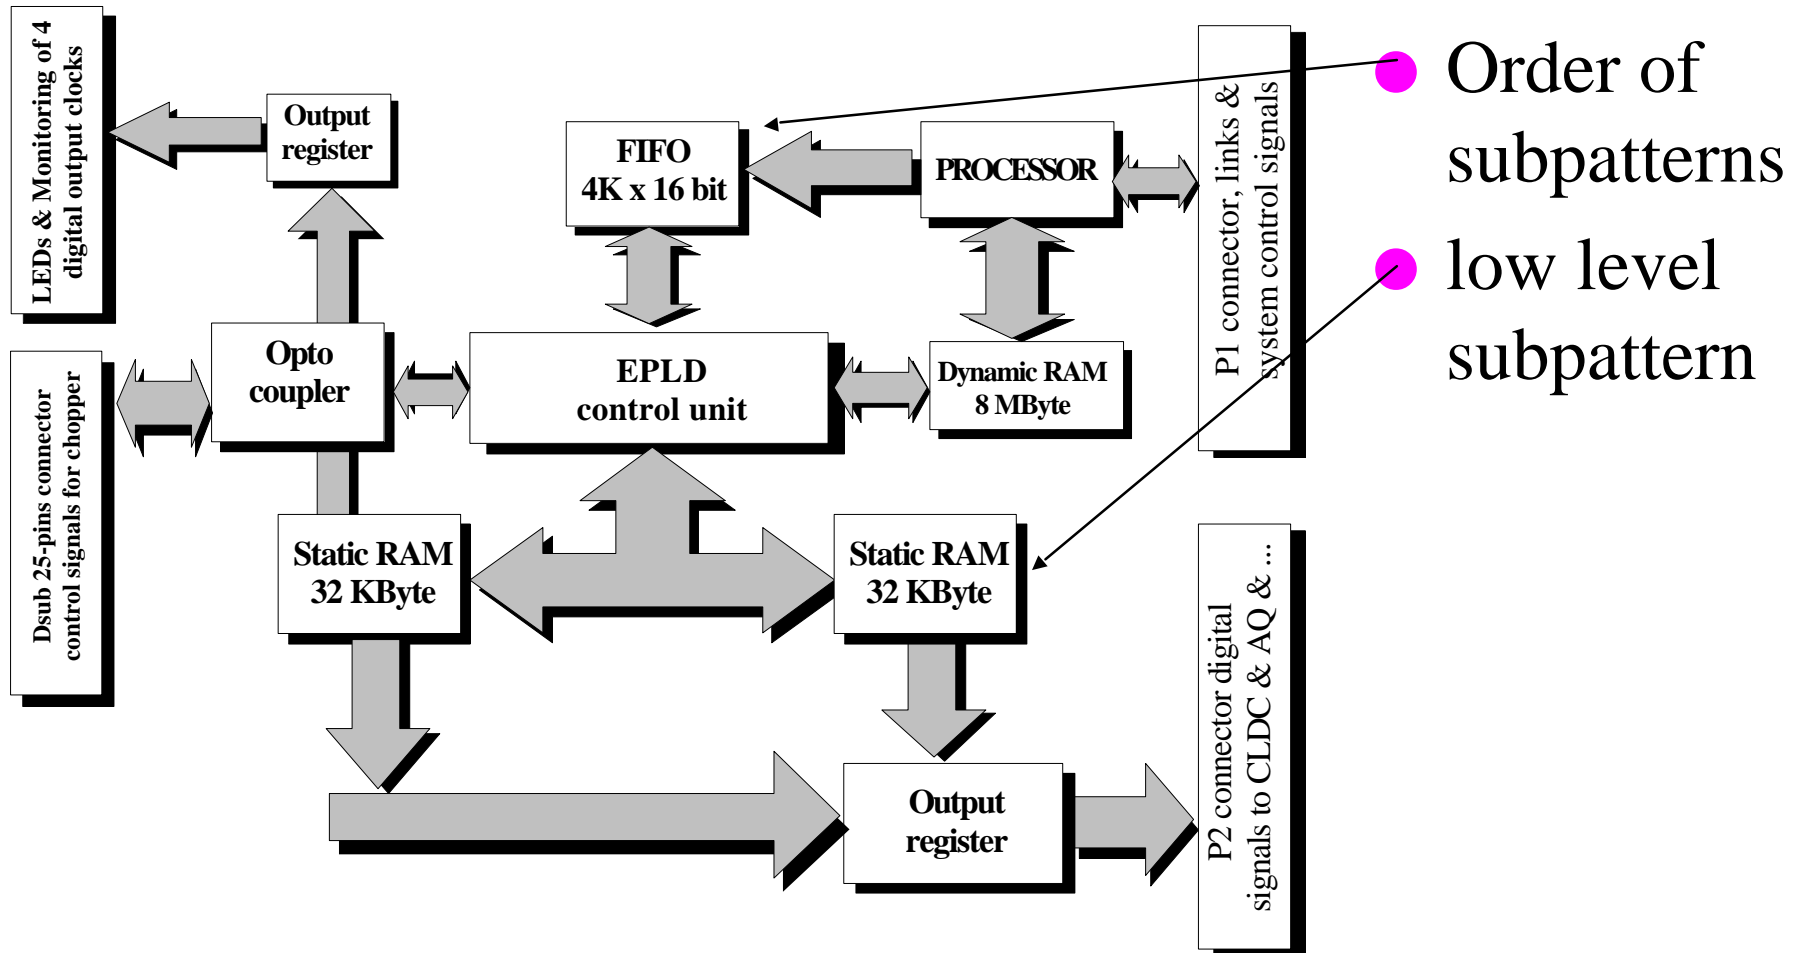 LEDs & Monitoring of 4
digital output clocks
Output
register
FIFO
4K x 16 bit
PROCESSOR
P1 connector, links &
system control signals
Order of
subpatterns
low level
subpattern
Dsub 25-pins connector
control signals for chopper
Opto
coupler
EPLD
control unit
Dynamic RAM
8 MByte
Static RAM
32 KByte
Static RAM
32 KByte
Output
register
P2 connector digital
signals to CLDC & AQ & ...